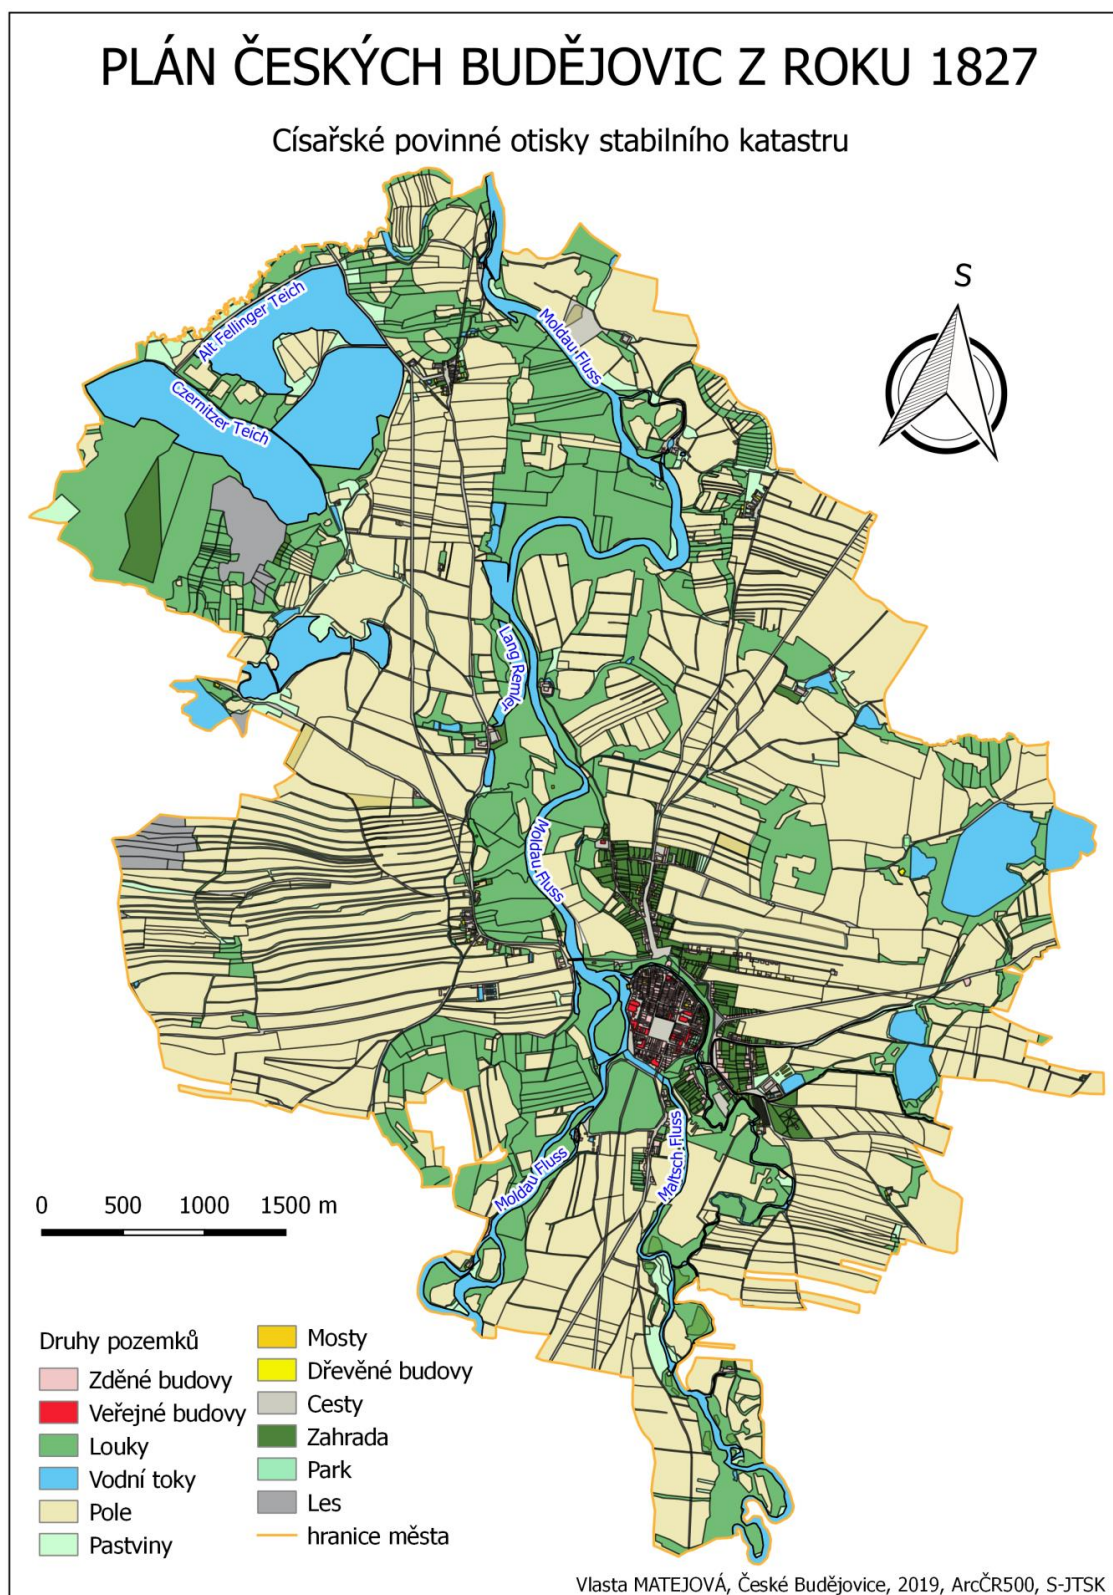 PLÁN ČESKÝCH BUDĚJOVIC Z ROKU 1827
Císařské povinné otisky stabilního katastru
S
Alt Fellinger Teich
Czernitzer Teich
Moldau Fluss
Lang Remler
Moldau Fluss
Moldau Fluss
Maltsch Fluss
0 500 1000 1500 m
Druhy pozemků
Zděné budovy
Veřejné budovy
Louky
Vodní toky
Pole
Pastviny
Mosty
Dřevěné budovy
Cesty
Zahrada
Park
Les
hranice města
Vlasta MATEJOVÁ, České Budějovice, 2019, ArcČR500, S-JTSK